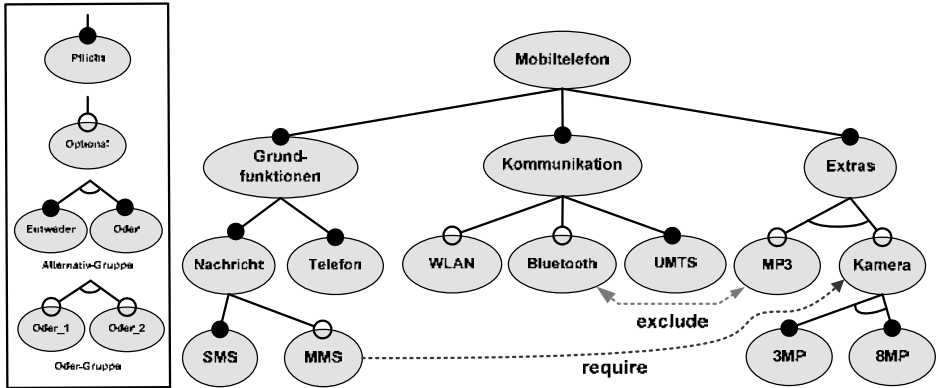 Pflicht
Optional
Entweder
Oder
Alternativ-Gruppe
Oder_1
Oder_2
Oder-Gruppe
Mobiltelefon
Grund-
funktionen
Kommunikation
Extras
Nachricht
Telefon
WLAN
Bluetooth
UMTS
MP3
Kamera
exclude
SMS
MMS
require
3MP
8MP